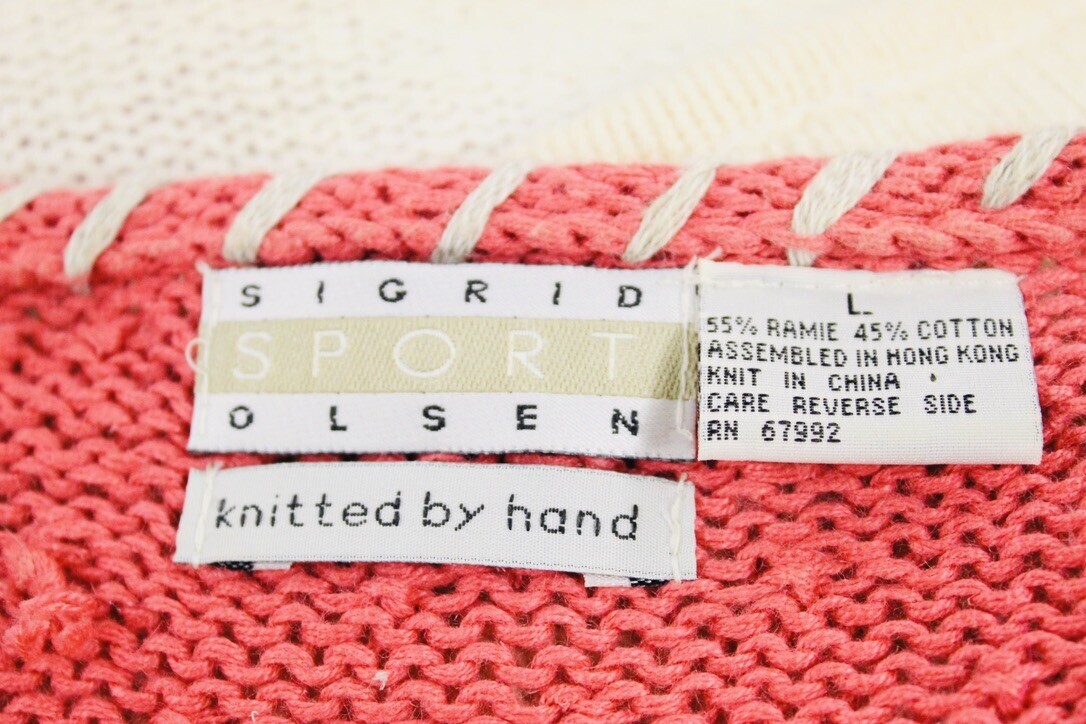 SIGRID
SPORT
OLSEN
knitted by hand
L
55% RAMIE 45% COTTON
ASSEMBLED IN HONG KONG
KNIT IN CHINA
CARE REVERSE SIDE
RN 67992